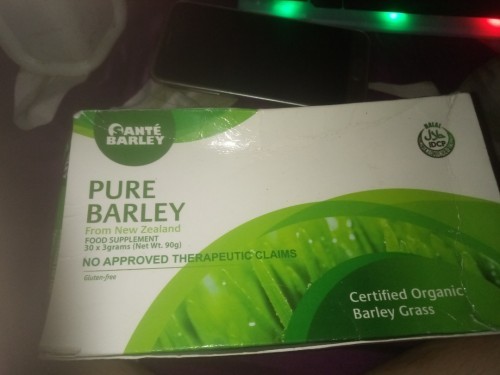 SANTÉ
BARLEY
HALAL
IDCP
PURE
BARLEY
From New Zealand
FOOD SUPPLEMENT
30 x 3grams (Net Wt. 90g)
NO APPROVED THERAPEUTIC CLAIMS
Gluten-free
Certified Organic
Barley Grass